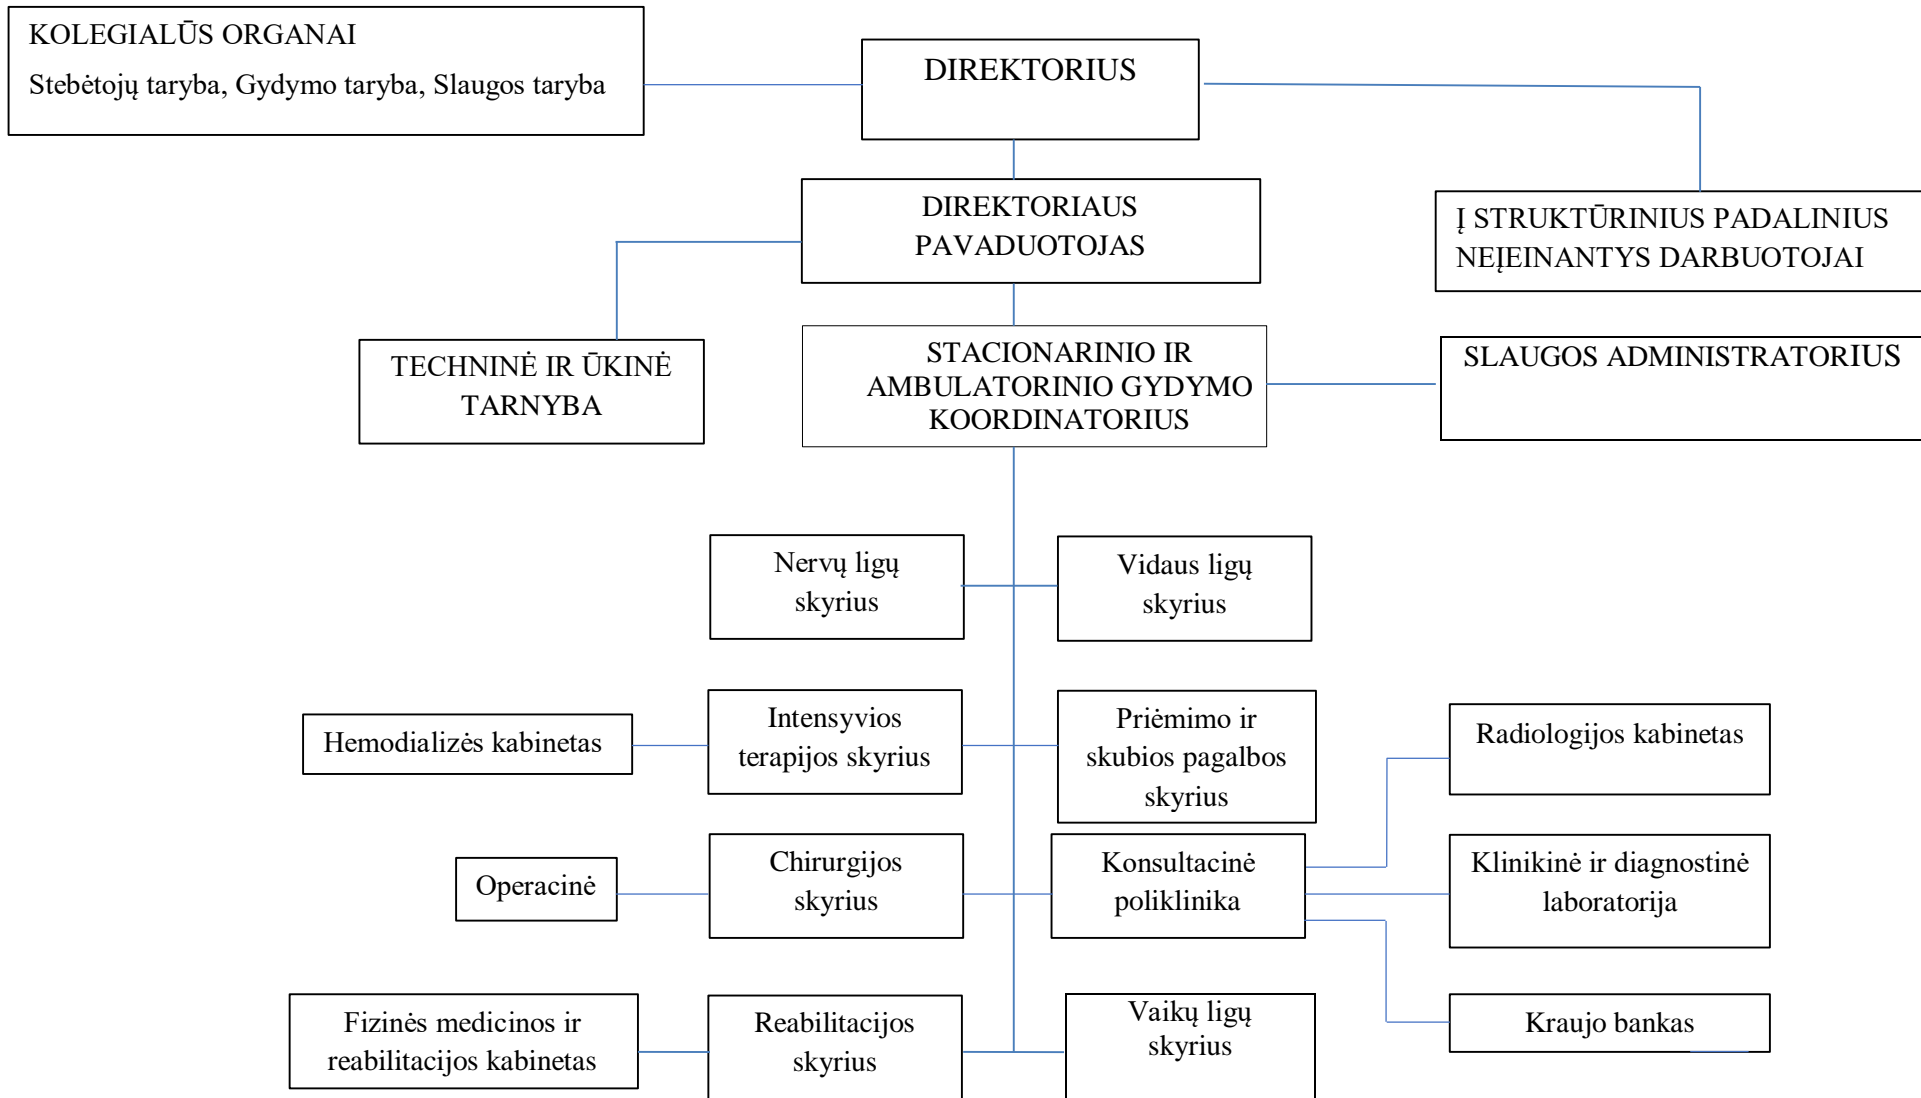 KOLEGIALŪS ORGANAI
Stebėtojų taryba, Gydymo taryba, Slaugos taryba
DIREKTORIUS
DIREKTORIAUS
PAVADUOTOJAS
Į STRUKTŪRINIUS PADALINIUS
NEĮEINANTYS DARBUOTOJAI
TECHNINĖ IR ŪKINĖ
TARNYBA
STACIONARINIO IR
AMBULATORINIO GYDYMO
KOORDINATORIUS
SLAUGOS ADMINISTRATORIUS
Nervų ligų
skyrius
Vidaus ligų
skyrius
Hemodializės kabinetas
Intensyvios
terapijos skyrius
Priėmimo ir
skubios pagalbos
skyrius
Radiologijos kabinetas
Operacinė
Chirurgijos
skyrius
Konsultacinė
poliklinika
Klinikinė ir diagnostinė
laboratorija
Fizinės medicinos ir
reabilitacijos kabinetas
Reabilitacijos
skyrius
Vaikų ligų
skyrius
Kraujo bankas